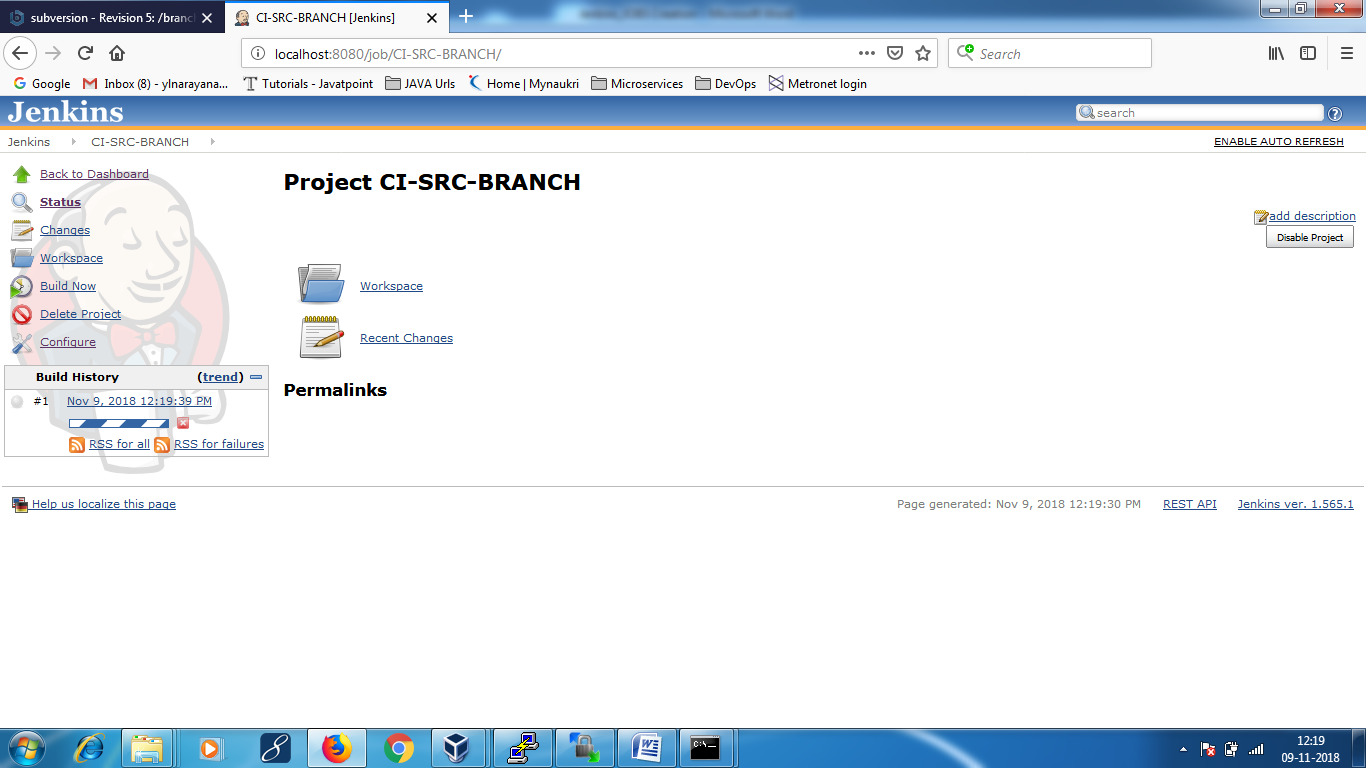 subversion - Revision 5: /branc
CI-SRC-BRANCH [Jenkins]
localhost:8080/job/CI-SRC-BRANCH/
Search
Google
Inbox (8) - ylnarayana...
Tutorials - Javatpoint
JAVA Urls
Home | Mynaukri
Microservices
DevOps
Metronet login
Jenkins
search
Jenkins
CI-SRC-BRANCH
ENABLE AUTO REFRESH
Back to Dashboard
Status
Changes
Workspace
Build Now
Delete Project
Configure
Build History (trend)
#1 Nov 9, 2018 12:19:39 PM
RSS for all RSS for failures
Project CI-SRC-BRANCH
add description
Disable Project
Workspace
Recent Changes
Permalinks
Help us localize this page
Page generated: Nov 9, 2018 12:19:30 PM
REST API
Jenkins ver. 1.565.1
C:\_
12:19
09-11-2018